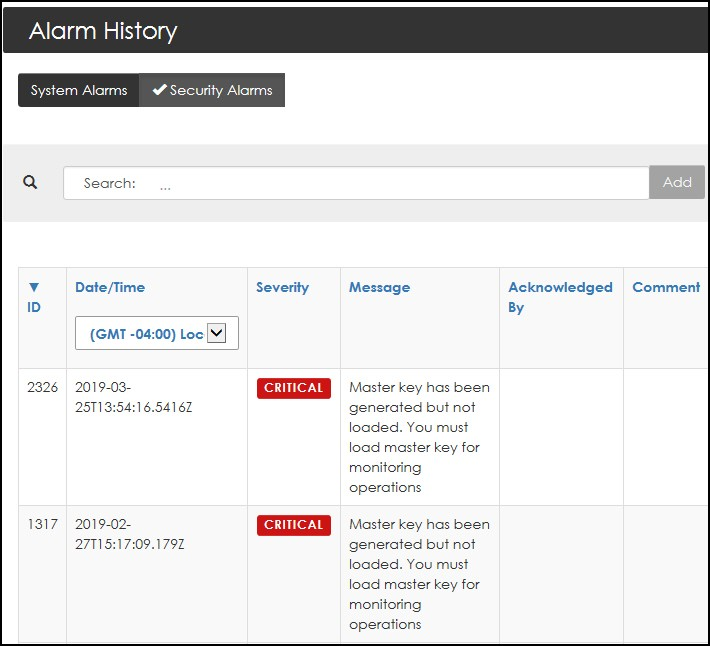 Alarm History
System Alarms
Security Alarms
Search: ...
Add
▼
ID
Date/Time
(GMT -04:00) Loc
Severity
Message
Acknowledged
By
Comment
2326
2019-03-
25T13:54:16.5416Z
CRITICAL
Master key has been
generated but not
loaded. You must
load master key for
monitoring
operations
1317
2019-02-
27T15:17:09.179Z
CRITICAL
Master key has been
generated but not
loaded. You must
load master key for
monitoring
operations